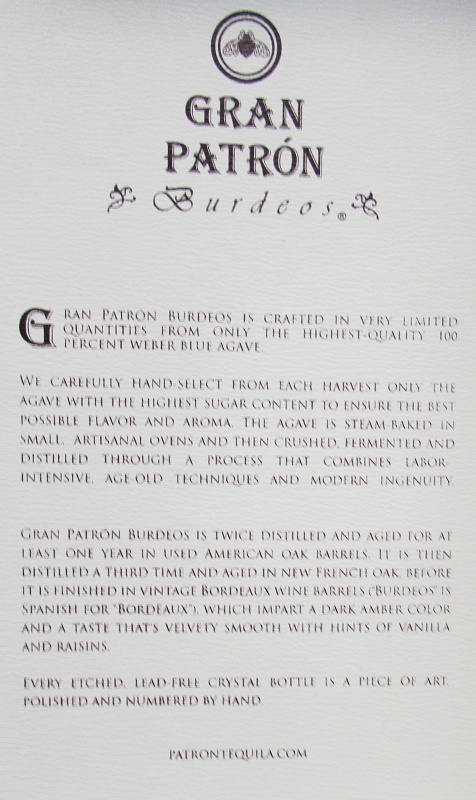 GRAN
PATRÓN
Burdeos®
GRAN PATRÓN BURDEOS IS CRAFTED IN VERY LIMITED
QUANTITIES FROM ONLY THE HIGHEST-QUALITY 100
PERCENT WEBER BLUE AGAVE.
WE CAREFULLY HAND-SELECT FROM EACH HARVEST ONLY THE
AGAVE WITH THE HIGHEST SUGAR CONTENT TO ENSURE THE BEST
POSSIBLE FLAVOR AND AROMA. THE AGAVE IS STEAM-BAKED IN
SMALL, ARTISANAL OVENS AND THEN CRUSHED, FERMENTED AND
DISTILLED THROUGH A PROCESS THAT COMBINES LABOR-
INTENSIVE, AGE-OLD TECHNIQUES AND MODERN INGENUITY.
GRAN PATRÓN BURDEOS IS TWICE DISTILLED AND AGED FOR AT
LEAST ONE YEAR IN USED AMERICAN OAK BARRELS. IT IS THEN
DISTILLED A THIRD TIME AND AGED IN NEW FRENCH OAK, BEFORE
IT IS FINISHED IN VINTAGE BORDEAUX WINE BARRELS ("BURDEOS" IS
SPANISH FOR "BORDEAUX"), WHICH IMPART A DARK AMBER COLOR
AND A TASTE THAT'S VELVETY SMOOTH WITH HINTS OF VANILLA
AND RAISINS.
EVERY ETCHED, LEAD-FREE CRYSTAL BOTTLE IS A PIECE OF ART,
POLISHED AND NUMBERED BY HAND.
PATRONTEQUILA.COM